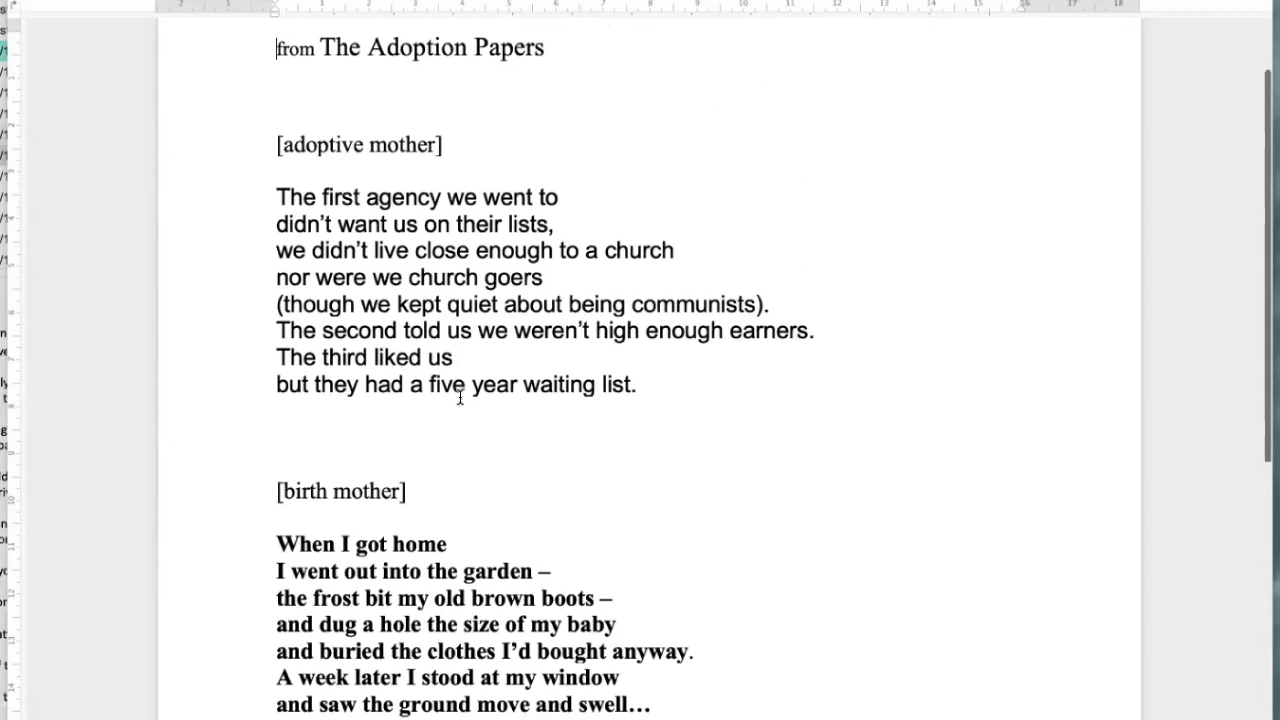 from The Adoption Papers
[adoptive mother]
The first agency we went to
didn’t want us on their lists,
we didn’t live close enough to a church
nor were we church goers
(though we kept quiet about being communists).
The second told us we weren’t high enough earners.
The third liked us
but they had a five year waiting list.
[birth mother]
When I got home
I went out into the garden –
the frost bit my old brown boots –
and dug a hole the size of my baby
and buried the clothes I’d bought anyway.
A week later I stood at my window
and saw the ground move and swell…